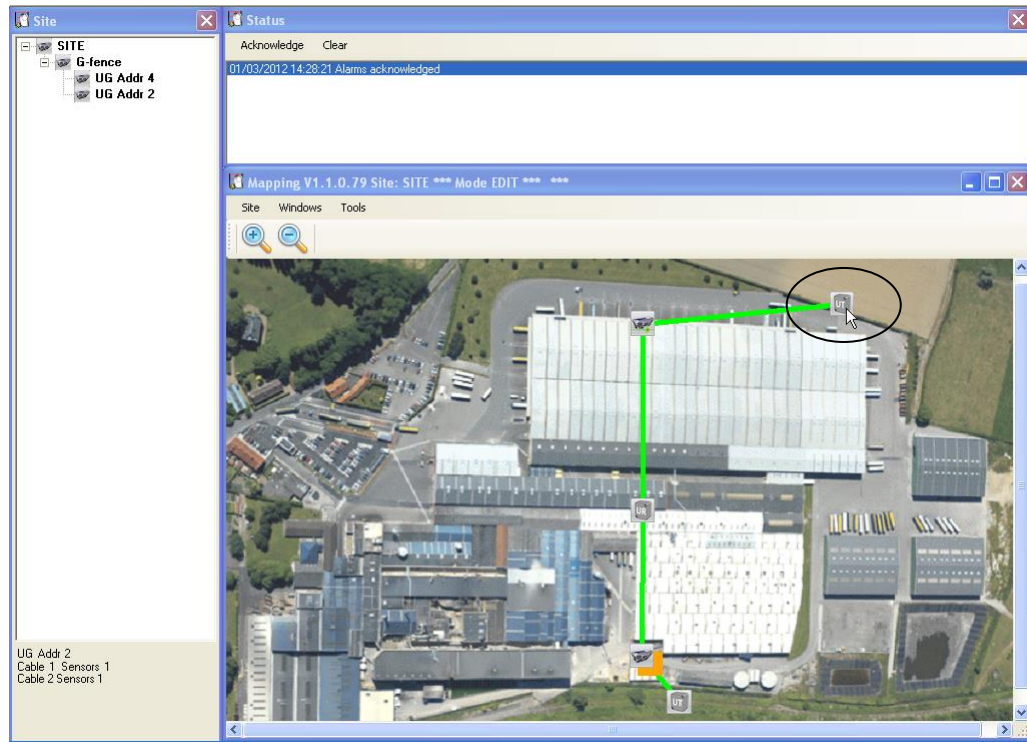 Site
SITE
G-fence
UG Addr 4
UG Addr 2
UG Addr 2
Cable 1 Sensors 1
Cable 2 Sensors 1
Status
Acknowledge Clear
01/03/2012 14:28:21 Alarms acknowledged
Mapping V1.1.0.79 Site: SITE *** Mode EDIT *** ***
Site Windows Tools
UT
UR
UT